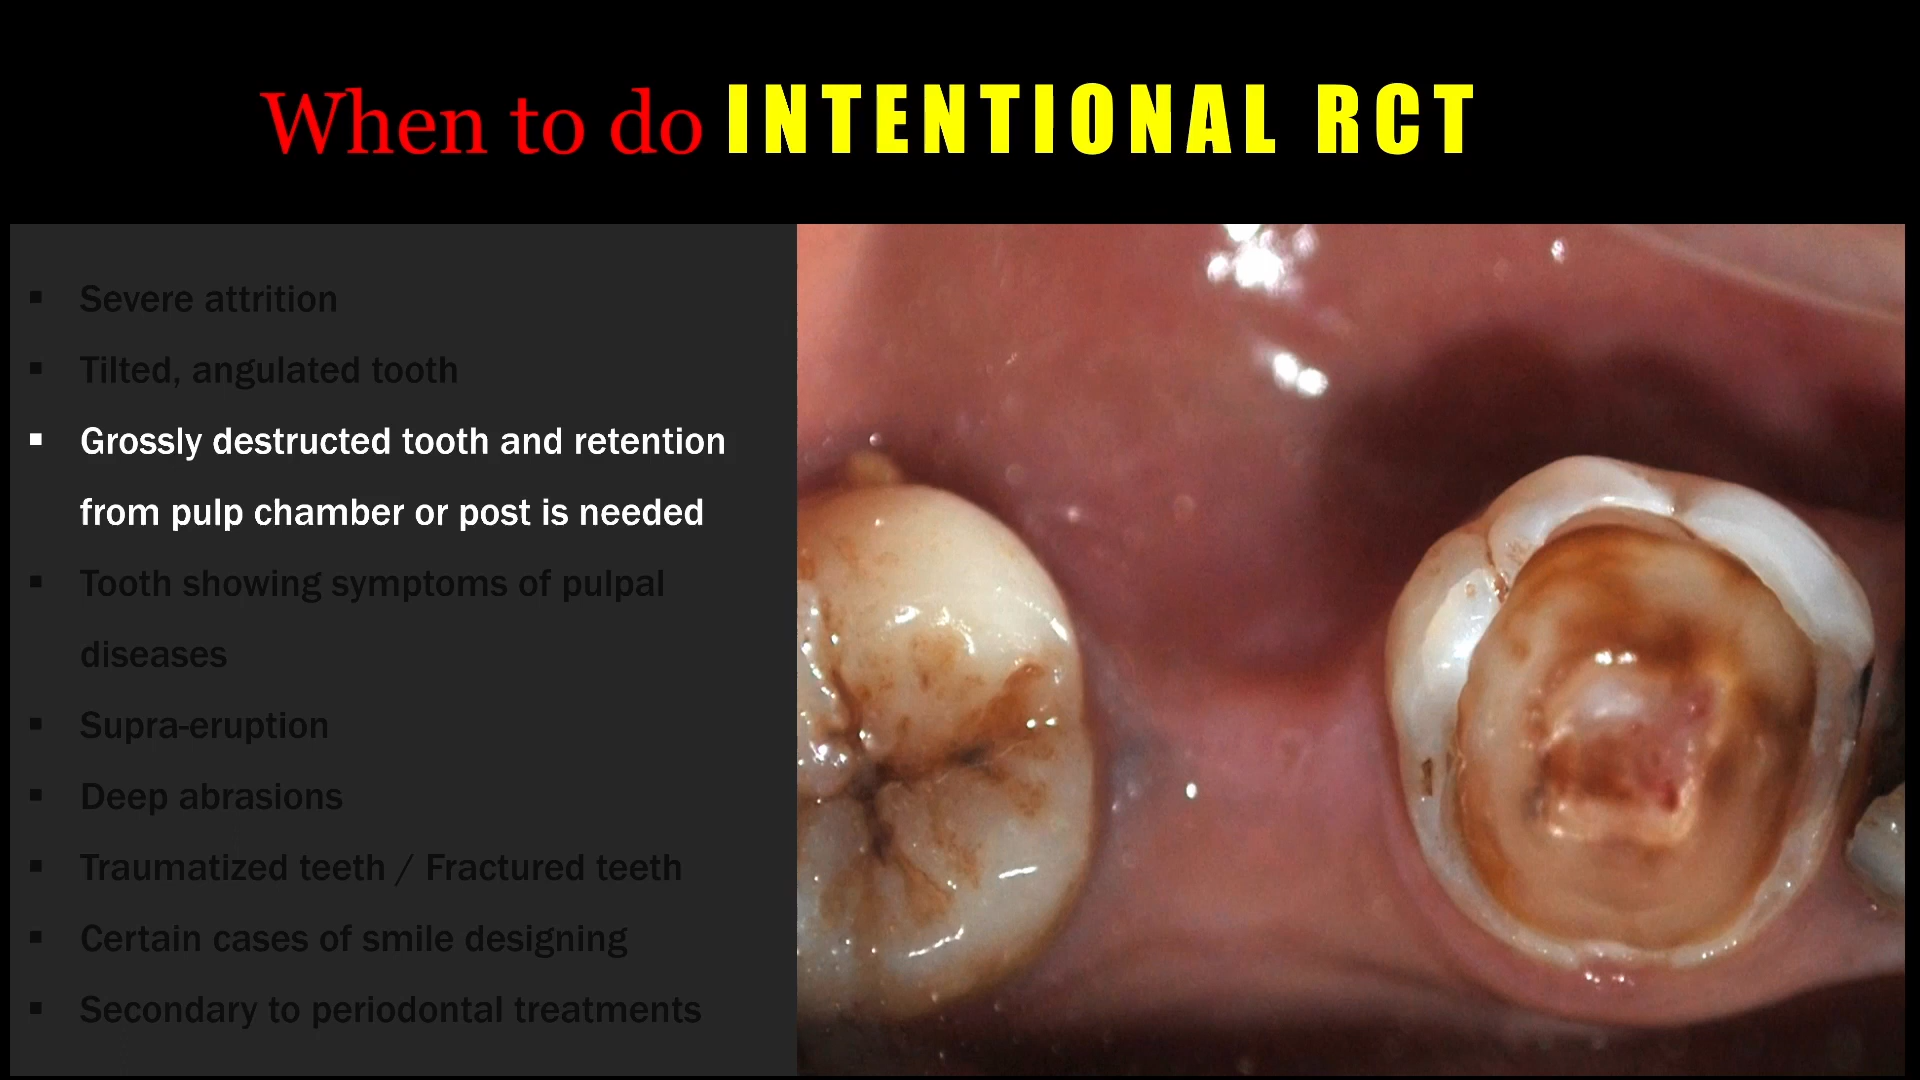 When to do INTENTIONAL RCT
▪ Severe attrition
▪ Tilted, angulated tooth
▪ Grossly destructed tooth and retention
from pulp chamber or post is needed
▪ Tooth showing symptoms of pulpal
diseases
▪ Supra-eruption
▪ Deep abrasions
▪ Traumatized teeth / Fractured teeth
▪ Certain cases of smile designing
▪ Secondary to periodontal treatments